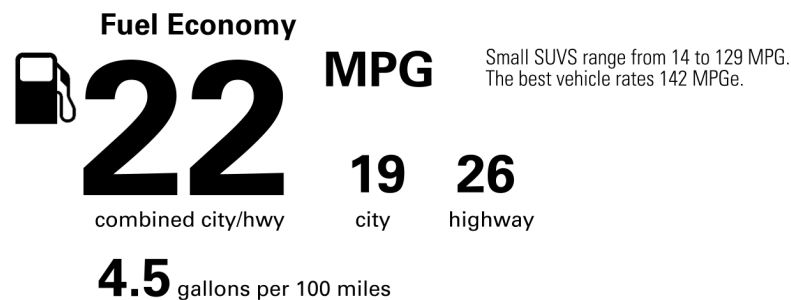 Fuel Economy
22 MPG
Small SUVS range from 14 to 129 MPG.
The best vehicle rates 142 MPGe.
combined city/hwy
19 city
26 highway
4.5 gallons per 100 miles